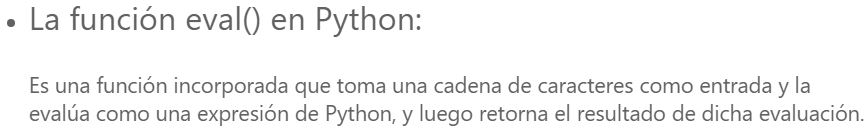 • La función eval() en Python:
Es una función incorporada que toma una cadena de caracteres como entrada y la
evalúa como una expresión de Python, y luego retorna el resultado de dicha evaluación.